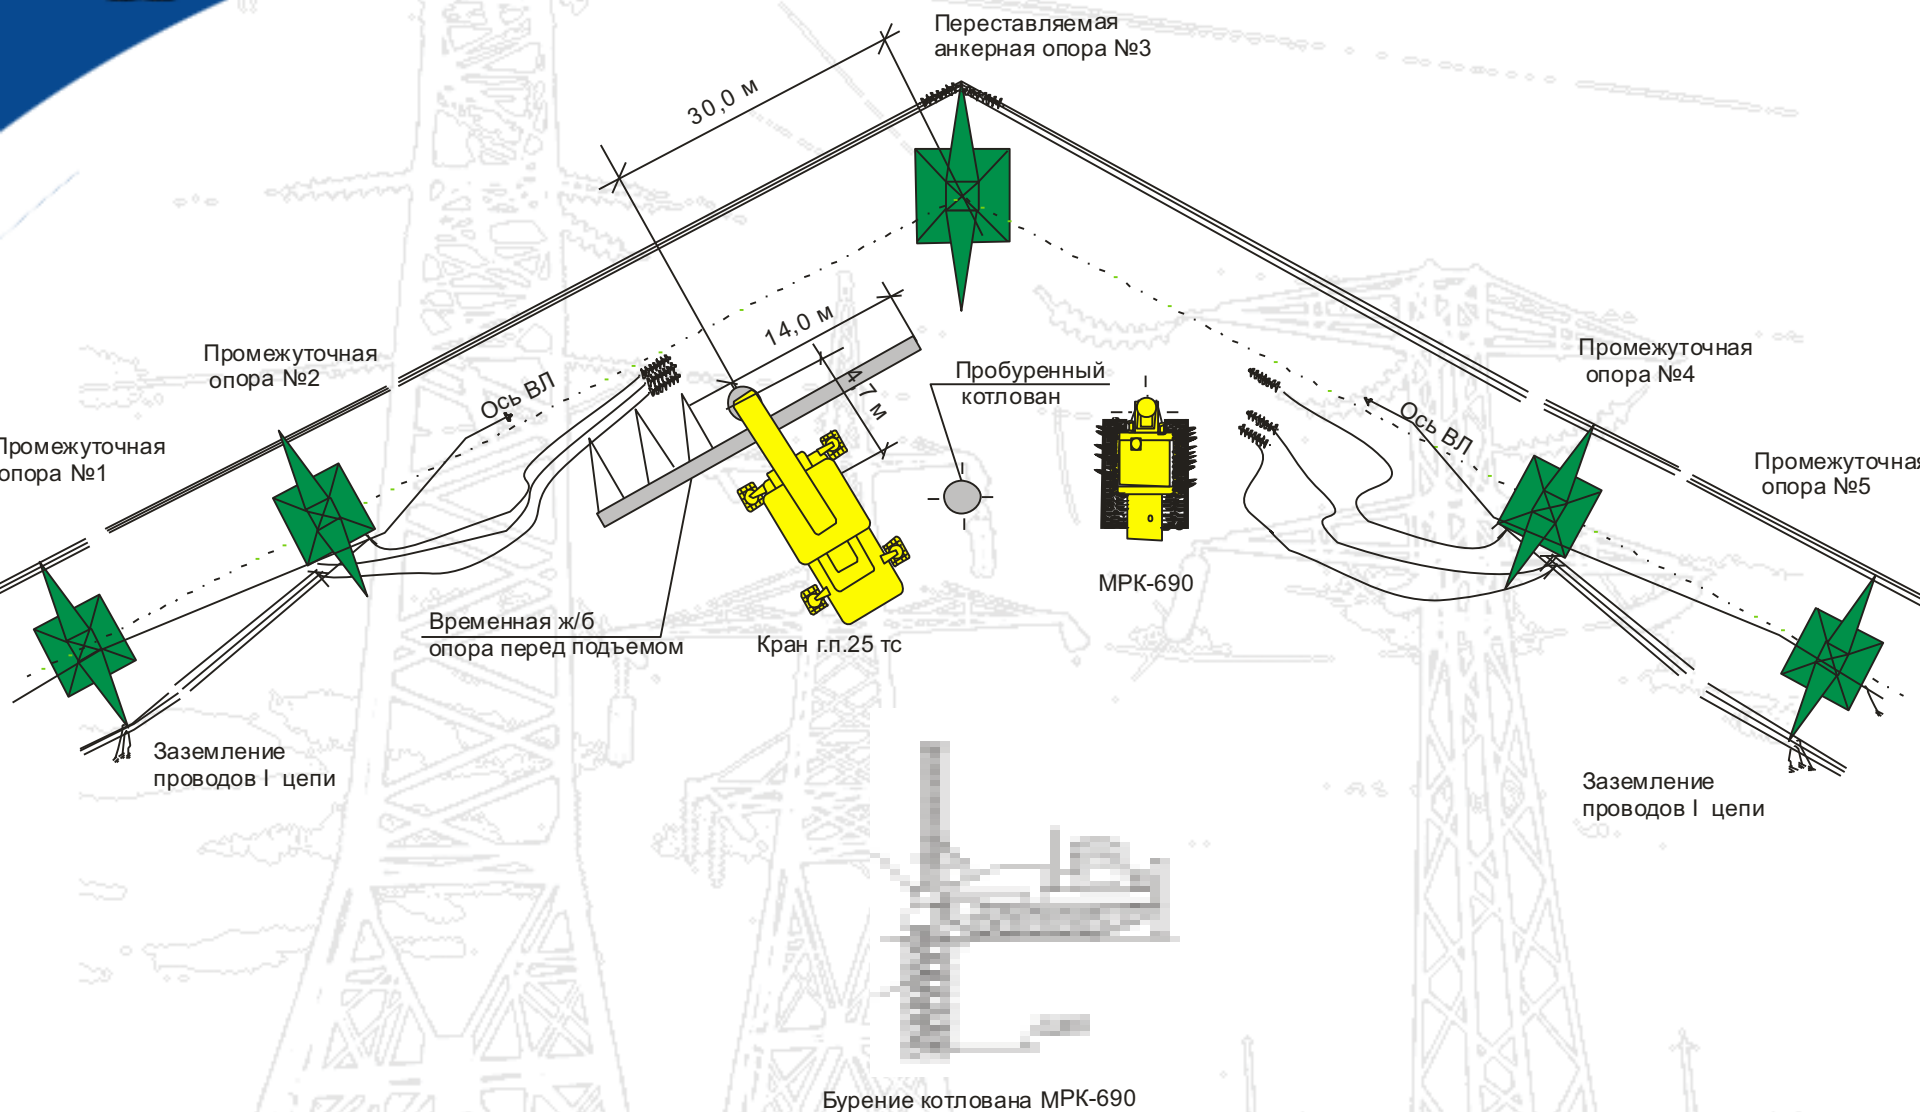 Переставляемая
анкерная опора №3
30,0 м
14,0 м
4,7 м
Промежуточная
опора №2
Ось ВЛ
Пробуренный
котлован
Промежуточная
опора №4
Ось ВЛ
Промежуточная
опора №1
Промежуточная
опора №5
МРК-690
Временная ж/б
опора перед подъемом
Кран г.п.25 тс
Заземление
проводов I цепи
Заземление
проводов I цепи
Бурение котлована МРК-690